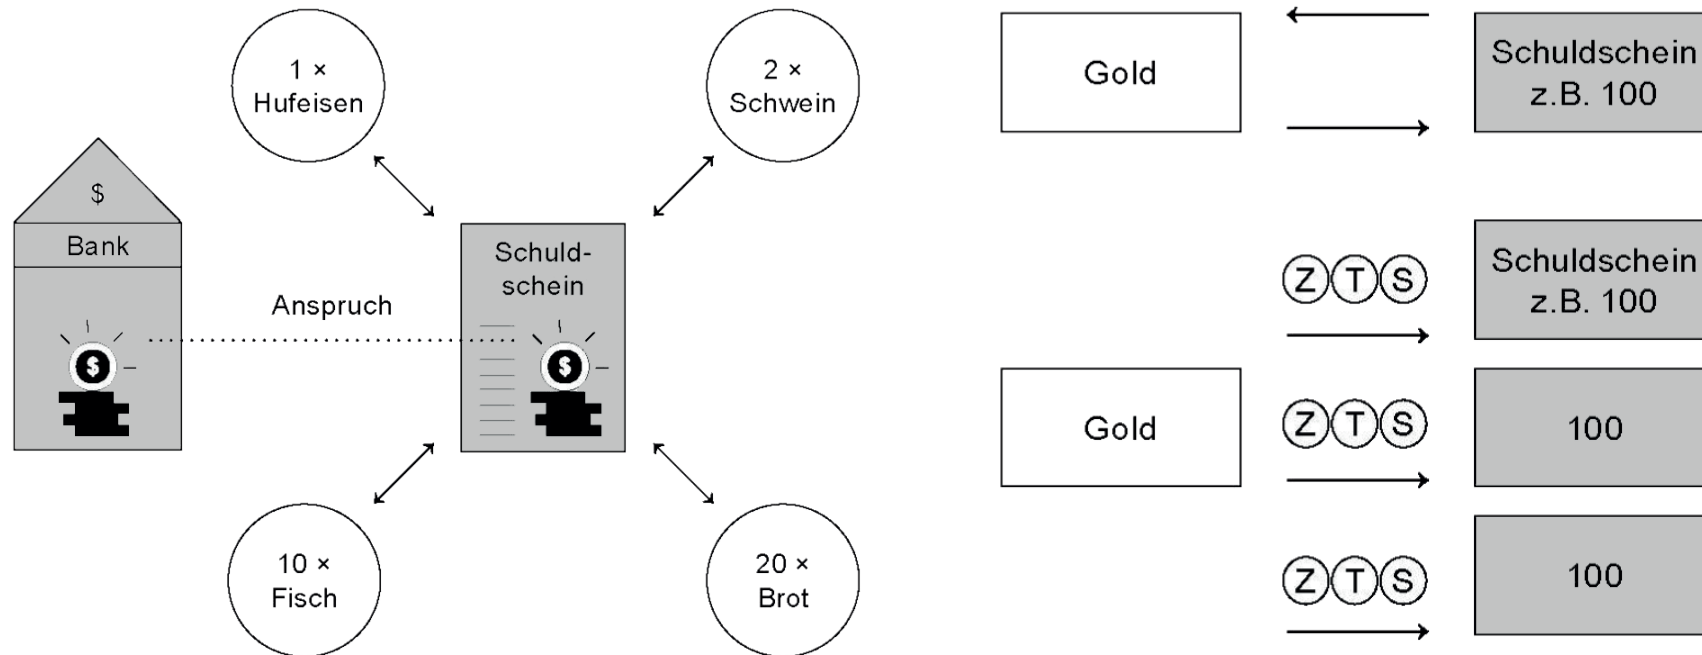 1 ×
Hufeisen
2 ×
Schwein
$
Bank
$
Anspruch
Schuld-
schein
$
10 ×
Fisch
20 ×
Brot
Gold
Schuldschein
z.B. 100
Z T S
Schuldschein
z.B. 100
Gold
Z T S
100
Z T S
100